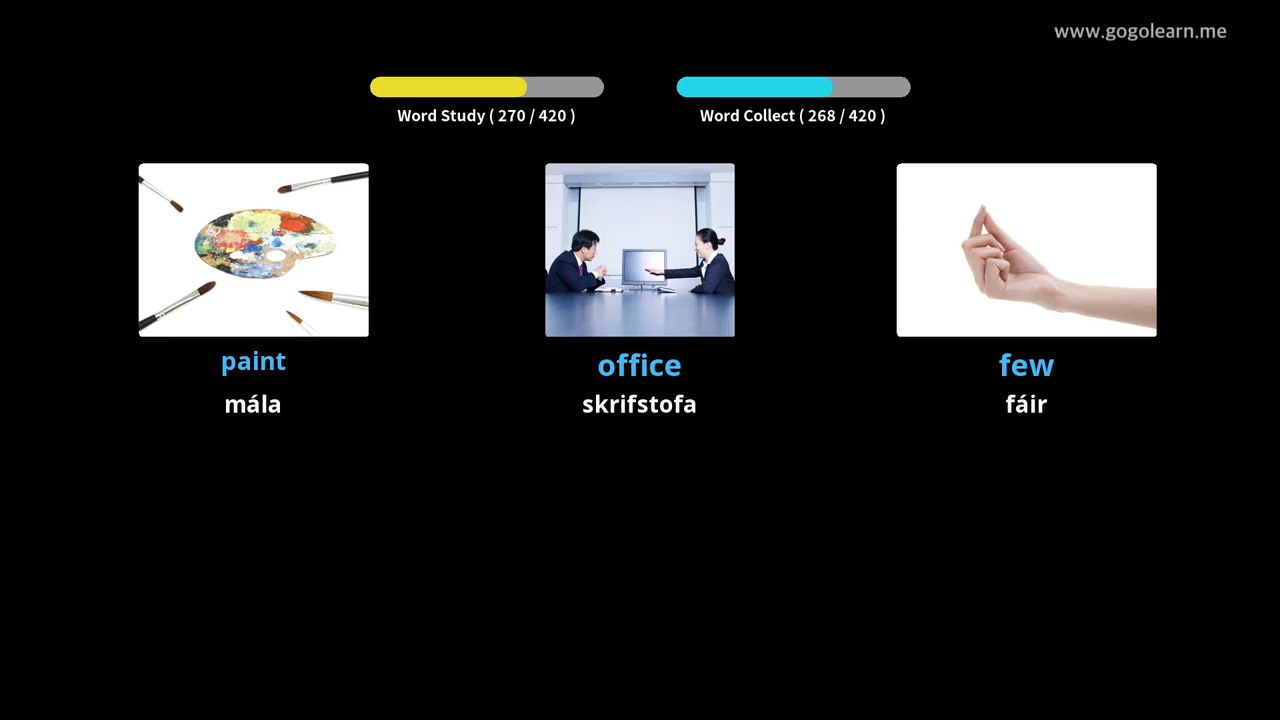 www.gogolearn.me
Word Study ( 270 / 420 )
Word Collect ( 268 / 420 )
paint
mála
office
skrifstofa
few
fáir